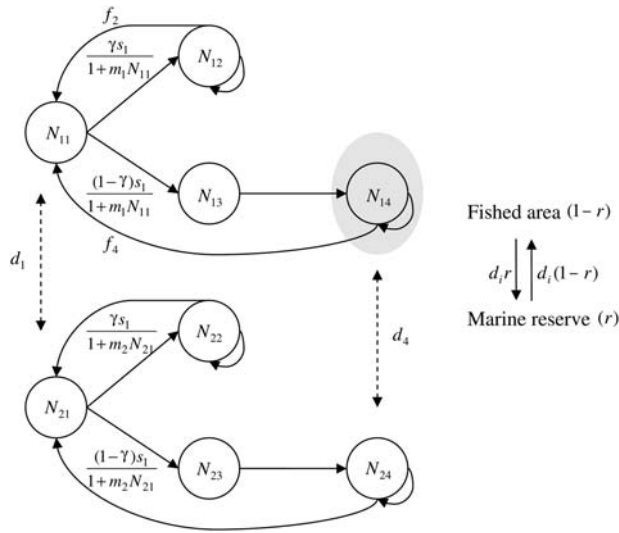 f₂
γs₁
1+m₁N₁₁
N₁₂
N₁₁
(1−γ)s₁
1+m₁N₁₁
N₁₃
N₁₄
f₄
Fished area (1−r)
dᵢr
dᵢ(1−r)
Marine reserve (r)
d₁
d₄
γs₁
1+m₂N₂₁
N₂₂
N₂₁
(1−γ)s₁
1+m₂N₂₁
N₂₃
N₂₄